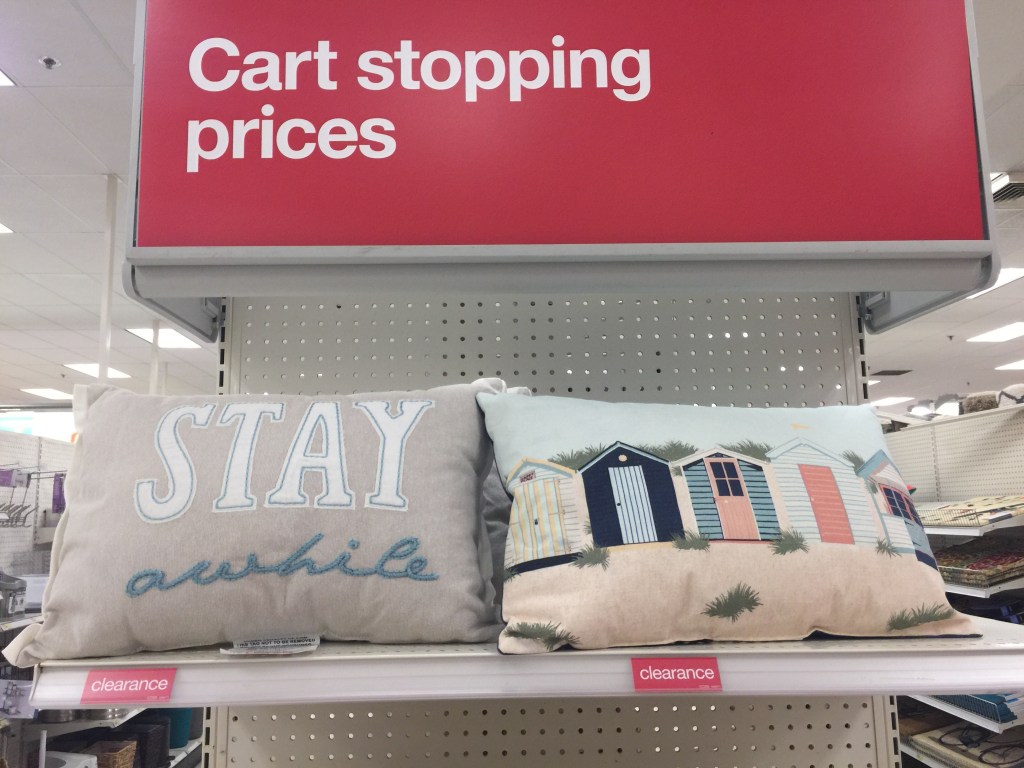 Cart stopping
prices
STAY
awhile
clearance
clearance